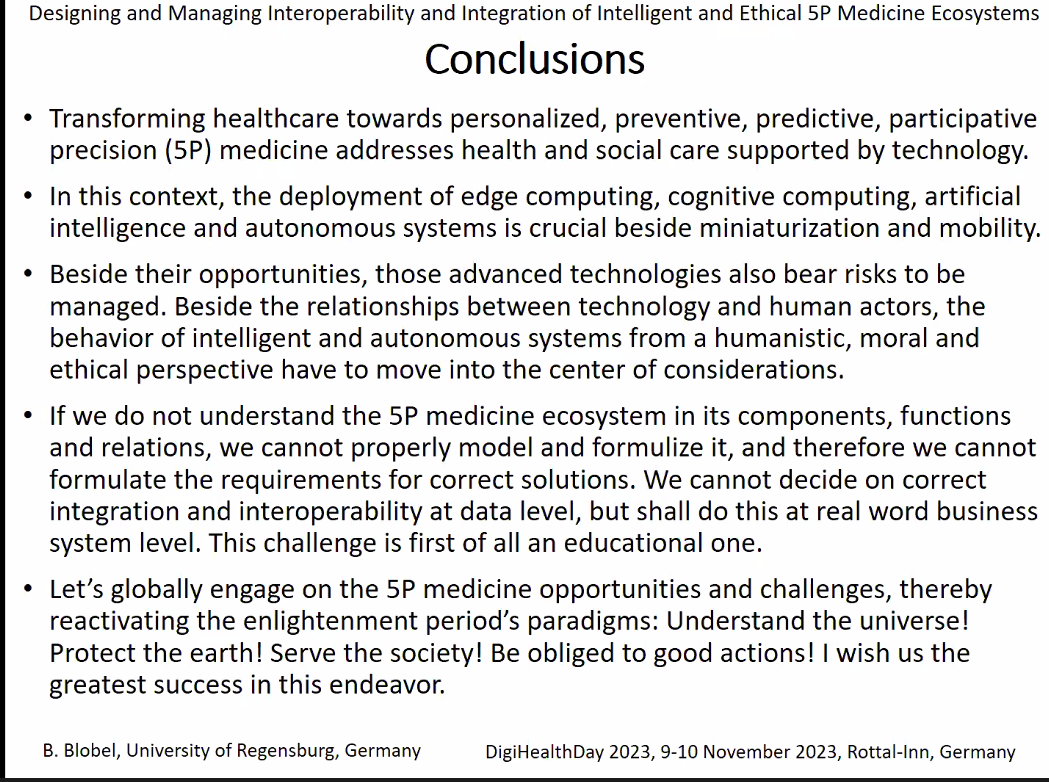 Designing and Managing Interoperability and Integration of Intelligent and Ethical 5P Medicine Ecosystems
Conclusions
• Transforming healthcare towards personalized, preventive, predictive, participative
precision (5P) medicine addresses health and social care supported by technology.
• In this context, the deployment of edge computing, cognitive computing, artificial
intelligence and autonomous systems is crucial beside miniaturization and mobility.
• Beside their opportunities, those advanced technologies also bear risks to be
managed. Beside the relationships between technology and human actors, the
behavior of intelligent and autonomous systems from a humanistic, moral and
ethical perspective have to move into the center of considerations.
• If we do not understand the 5P medicine ecosystem in its components, functions
and relations, we cannot properly model and formulize it, and therefore we cannot
formulate the requirements for correct solutions. We cannot decide on correct
integration and interoperability at data level, but shall do this at real word business
system level. This challenge is first of all an educational one.
• Let's globally engage on the 5P medicine opportunities and challenges, thereby
reactivating the enlightenment period's paradigms: Understand the universe!
Protect the earth! Serve the society! Be obliged to good actions! I wish us the
greatest success in this endeavor.
B. Blobel, University of Regensburg, Germany
DigiHealthDay 2023, 9-10 November 2023, Rottal-Inn, Germany